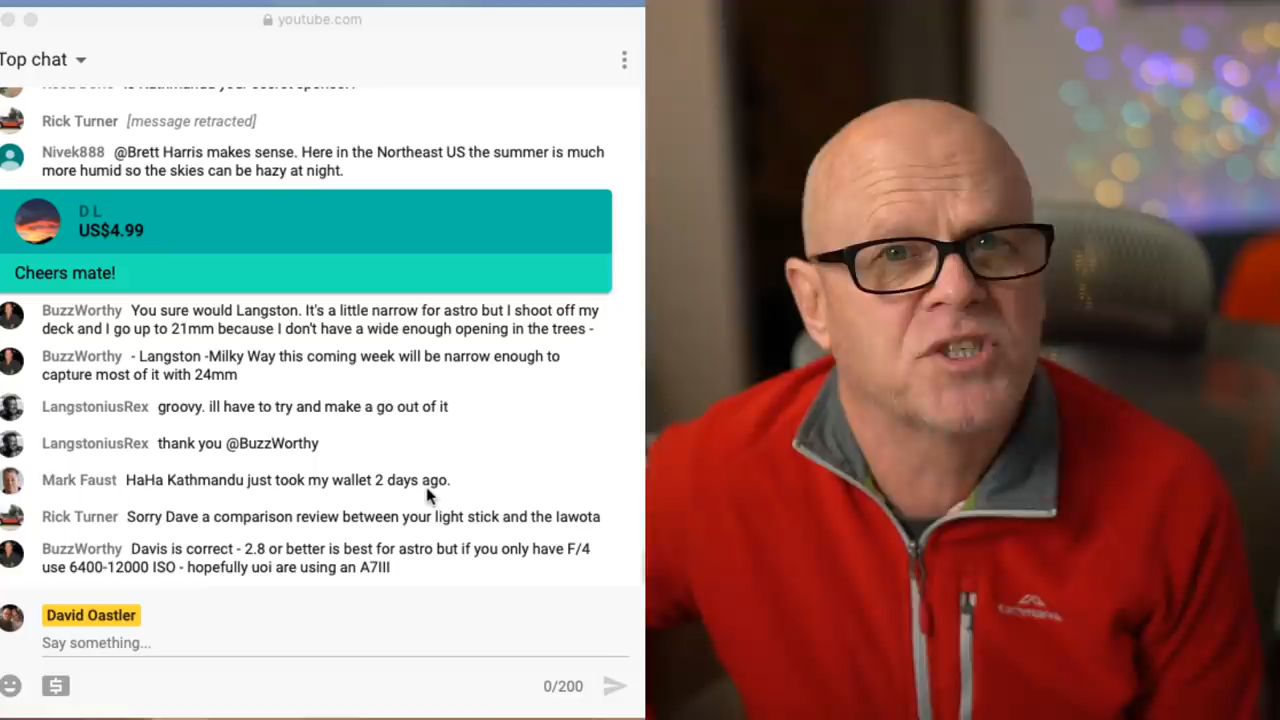 youtube.com
Top chat
Rick Turner [message retracted]
Nivek888 @Brett Harris makes sense. Here in the Northeast US the summer is much
more humid so the skies can be hazy at night.
D L
US$4.99
Cheers mate!
BuzzWorthy You sure would Langston. It's a little narrow for astro but I shoot off my
deck and I go up to 21mm because I don't have a wide enough opening in the trees -
BuzzWorthy - Langston -Milky Way this coming week will be narrow enough to
capture most of it with 24mm
LangstoniusRex groovy. ill have to try and make a go out of it
LangstoniusRex thank you @BuzzWorthy
Mark Faust HaHa Kathmandu just took my wallet 2 days ago.
Rick Turner Sorry Dave a comparison review between your light stick and the Iawota
BuzzWorthy Davis is correct - 2.8 or better is best for astro but if you only have F/4
use 6400-12000 ISO - hopefully uoi are using an A7III
David Oastler
Say something...
0/200